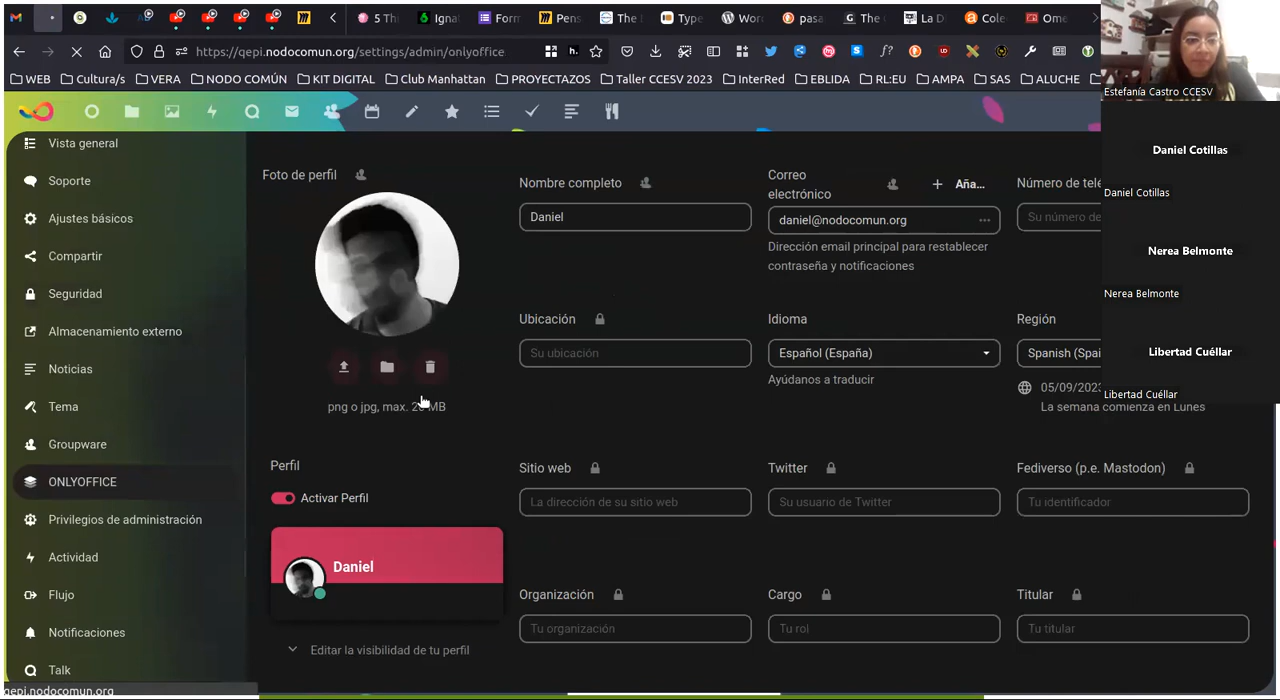 5 Th
Igna
Forr
Pens
The
Type
Wor
pasa
The
La D
Cole
Ome
https://qepi.nodocomun.org/settings/admin/onlyoffice
WEB
Cultura/s
VERA
NODO COMÚN
KIT DIGITAL
Club Manhattan
PROYECTAZOS
Taller CCESV 2023
InterRed
EBLIDA
RL:EU
AMPA
SAS
ALUCHE
Estefanía Castro CCESV
Daniel Cotillas
Daniel Cotillas
Nerea Belmonte
Nerea Belmonte
Libertad Cuéllar
Libertad Cuéllar
Vista general
Soporte
Ajustes básicos
Compartir
Seguridad
Almacenamiento externo
Noticias
Tema
Groupware
ONLYOFFICE
Privilegios de administración
Actividad
Flujo
Notificaciones
Talk
qepi.nodocomun.org
Foto de perfil
png o jpg, max. 20 MB
Perfil
Activar Perfil
Daniel
Editar la visibilidad de tu perfil
Nombre completo
Daniel
Correo
electrónico
Aña...
daniel@nodocomun.org
Dirección email principal para restablecer
contraseña y notificaciones
Número de tele
Su número de
Ubicación
Su ubicación
Idioma
Español (España)
Ayúdanos a traducir
Región
Spanish (Spai
05/09/2023
La semana comienza en Lunes
Sitio web
La dirección de su sitio web
Twitter
Su usuario de Twitter
Fediverso (p.e. Mastodon)
Tu identificador
Organización
Tu organización
Cargo
Tu rol
Titular
Tu titular